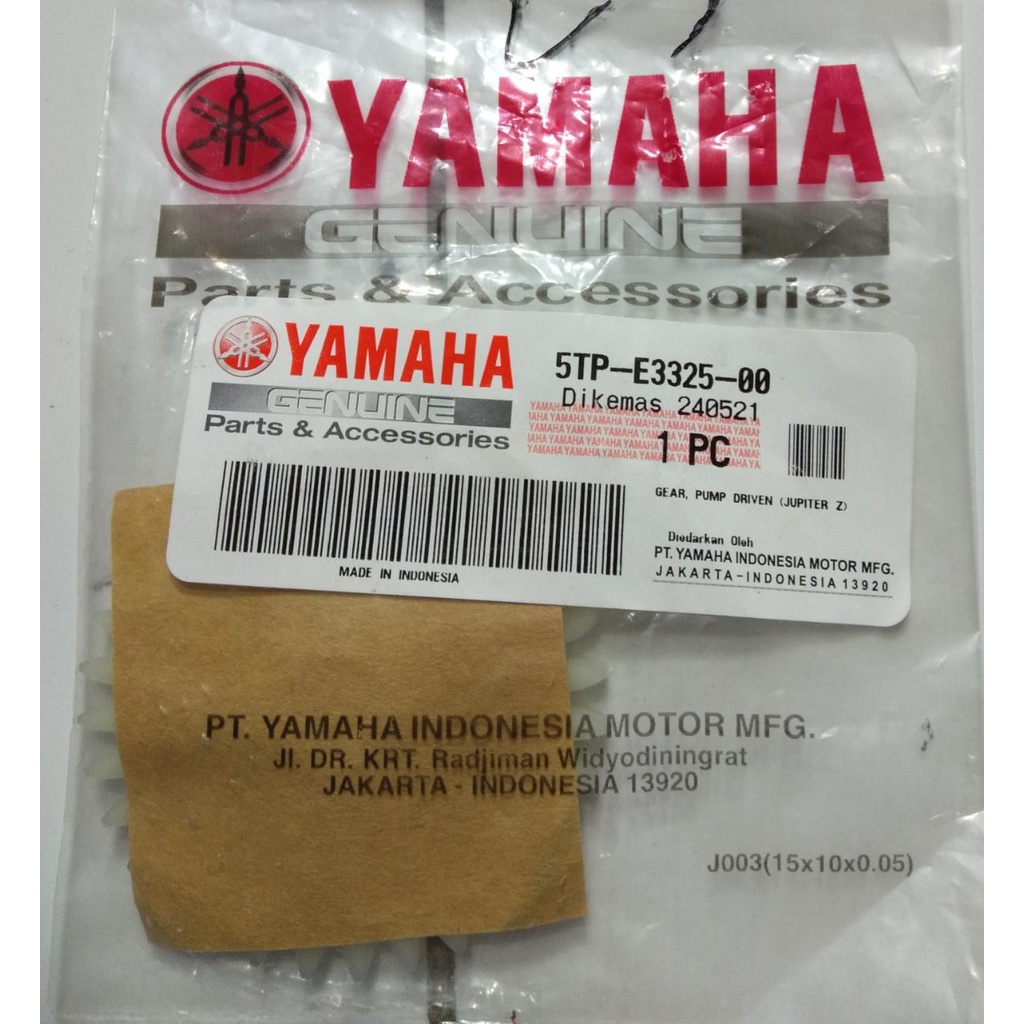 YAMAHA
GENUINE
Parts & Accessories
YAMAHA
GENUINE
Parts & Accessories
5TP-E3325-00
Dikemas 240521
1 PC
GEAR, PUMP DRIVEN (JUPITER Z)
Diedarkan Oleh
PT. YAMAHA INDONESIA MOTOR MFG.
JAKARTA-INDONESIA 13920
MADE IN INDONESIA
PT. YAMAHA INDONESIA MOTOR MFG.
Jl. DR. KRT. Radjiman Widyodiningrat
JAKARTA - INDONESIA 13920
J003(15x10x0.05)